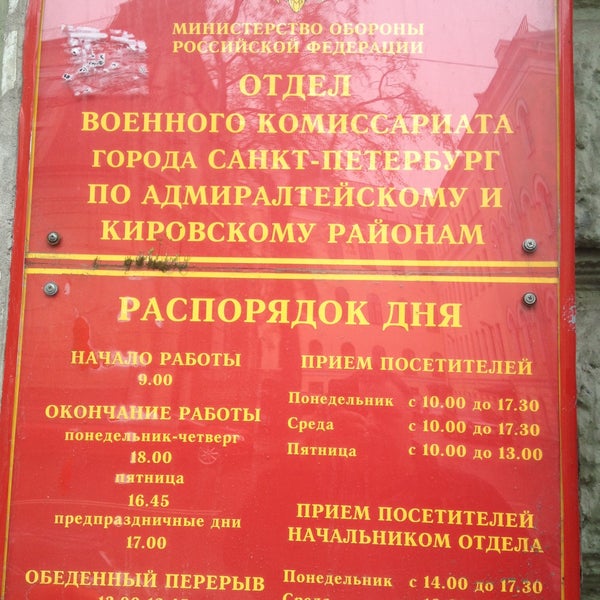 МИНИСТЕРСТВО ОБОРОНЫ
РОССИЙСКОЙ ФЕДЕРАЦИИ
ОТДЕЛ
ВОЕННОГО КОМИССАРИАТА
ГОРОДА САНКТ-ПЕТЕРБУРГ
ПО АДМИРАЛТЕЙСКОМУ И
КИРОВСКОМУ РАЙОНАМ
РАСПОРЯДОК ДНЯ
НАЧАЛО РАБОТЫ
9.00
ОКОНЧАНИЕ РАБОТЫ
понедельник-четверг
18.00
пятница
16.45
предпраздничные дни
17.00
ОБЕДЕННЫЙ ПЕРЕРЫВ
ПРИЕМ ПОСЕТИТЕЛЕЙ
Понедельник с 10.00 до 17.30
Среда с 10.00 до 17.30
Пятница с 10.00 до 13.00
ПРИЕМ ПОСЕТИТЕЛЕЙ
НАЧАЛЬНИКОМ ОТДЕЛА
Понедельник с 14.00 до 17.30